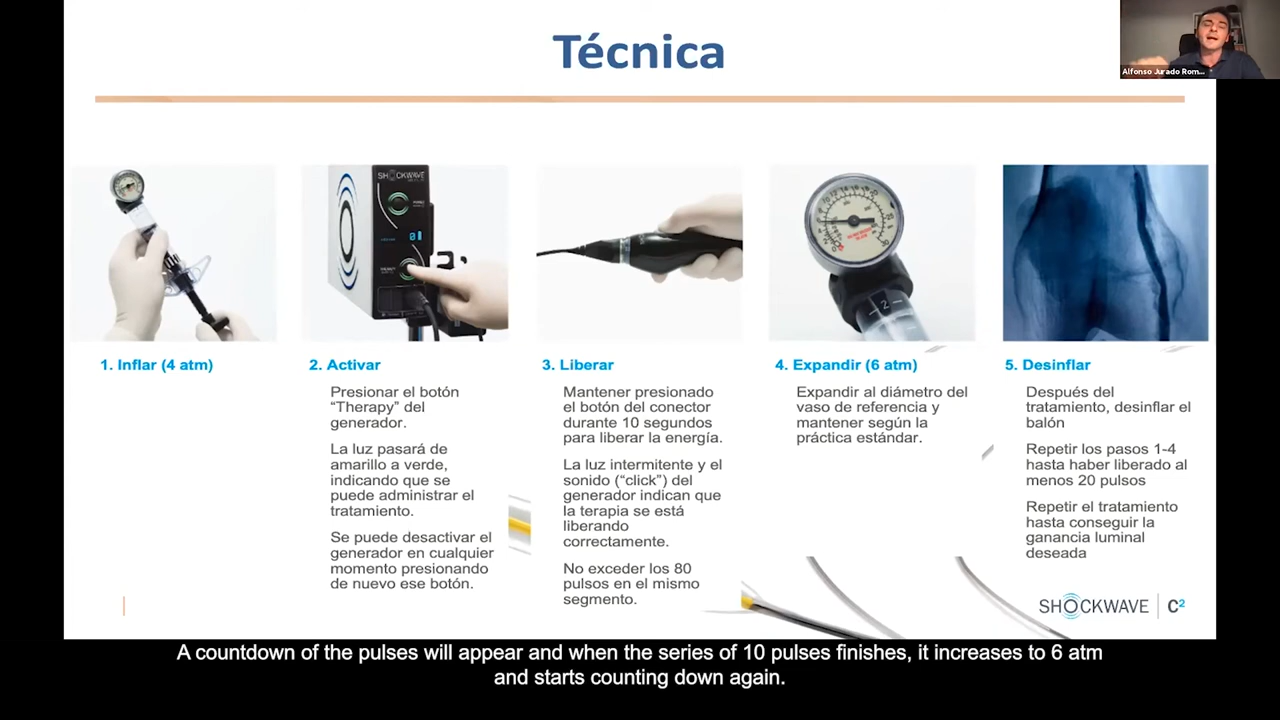 Técnica
Alfonso Jurado Rom...
SHOCKWAVE
1. Inflar (4 atm)
2. Activar
Presionar el botón
“Therapy” del
generador.
La luz pasará de
amarillo a verde,
indicando que se
puede administrar el
tratamiento.
Se puede desactivar el
generador en cualquier
momento presionando
de nuevo ese botón.
3. Liberar
Mantener presionado
el botón del conector
durante 10 segundos
para liberar la energía.
La luz intermitente y el
sonido (“click”) del
generador indican que
la terapia se está
liberando
correctamente.
No exceder los 80
pulsos en el mismo
segmento.
4. Expandir (6 atm)
Expandir al diámetro del
vaso de referencia y
mantener según la
práctica estándar.
5. Desinflar
Después del
tratamiento, desinflar el
balón
Repetir los pasos 1-4
hasta haber liberado al
menos 20 pulsos
Repetir el tratamiento
hasta conseguir la
ganancia luminal
deseada
SHOCKWAVE | C²
A countdown of the pulses will appear and when the series of 10 pulses finishes, it increases to 6 atm
and starts counting down again.